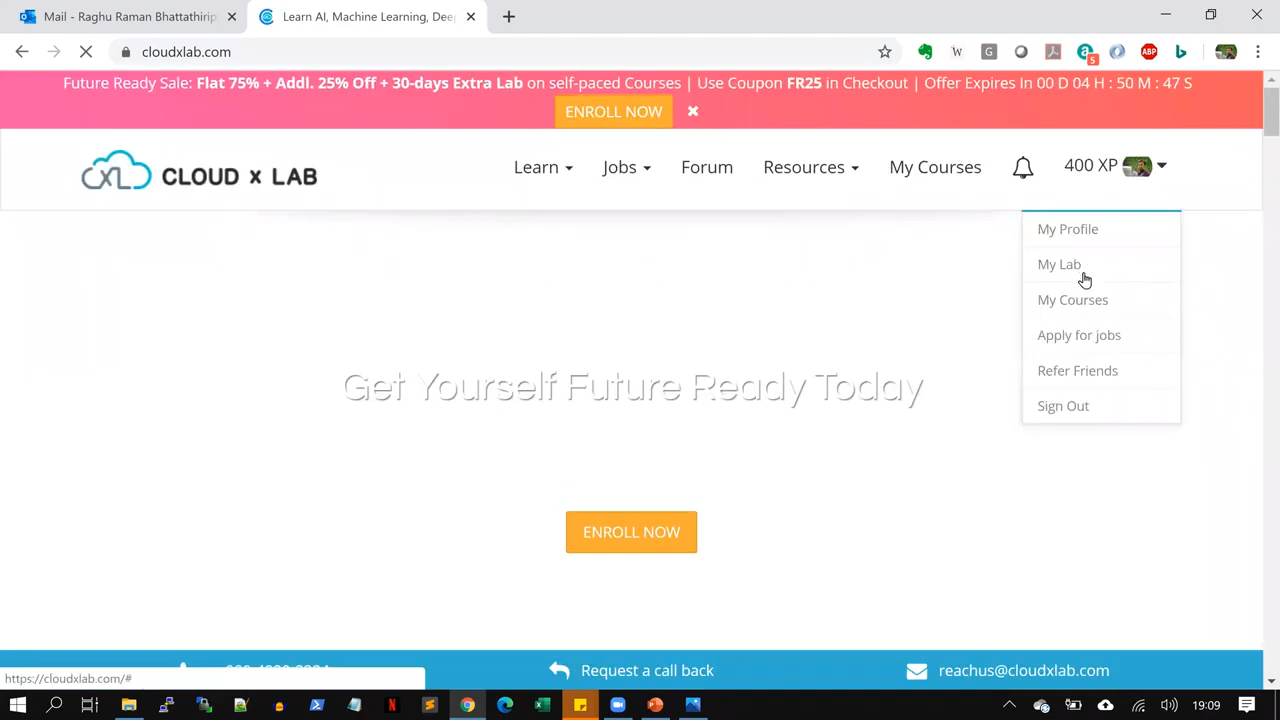 Mail - Raghu Raman Bhattathirip
Learn AI, Machine Learning, Dee
cloudxlab.com
5
ABP
Future Ready Sale: Flat 75% + Addl. 25% Off + 30-days Extra Lab on self-paced Courses | Use Coupon FR25 in Checkout | Offer Expires In 00 D 04 H : 50 M : 47 S
ENROLL NOW
CLOUD x LAB
Learn
Jobs
Forum
Resources
My Courses
400 XP
My Profile
My Lab
My Courses
Apply for jobs
Refer Friends
Sign Out
Get Yourself Future Ready Today
ENROLL NOW
Request a call back
reachus@cloudxlab.com
https://cloudxlab.com/#
19:09